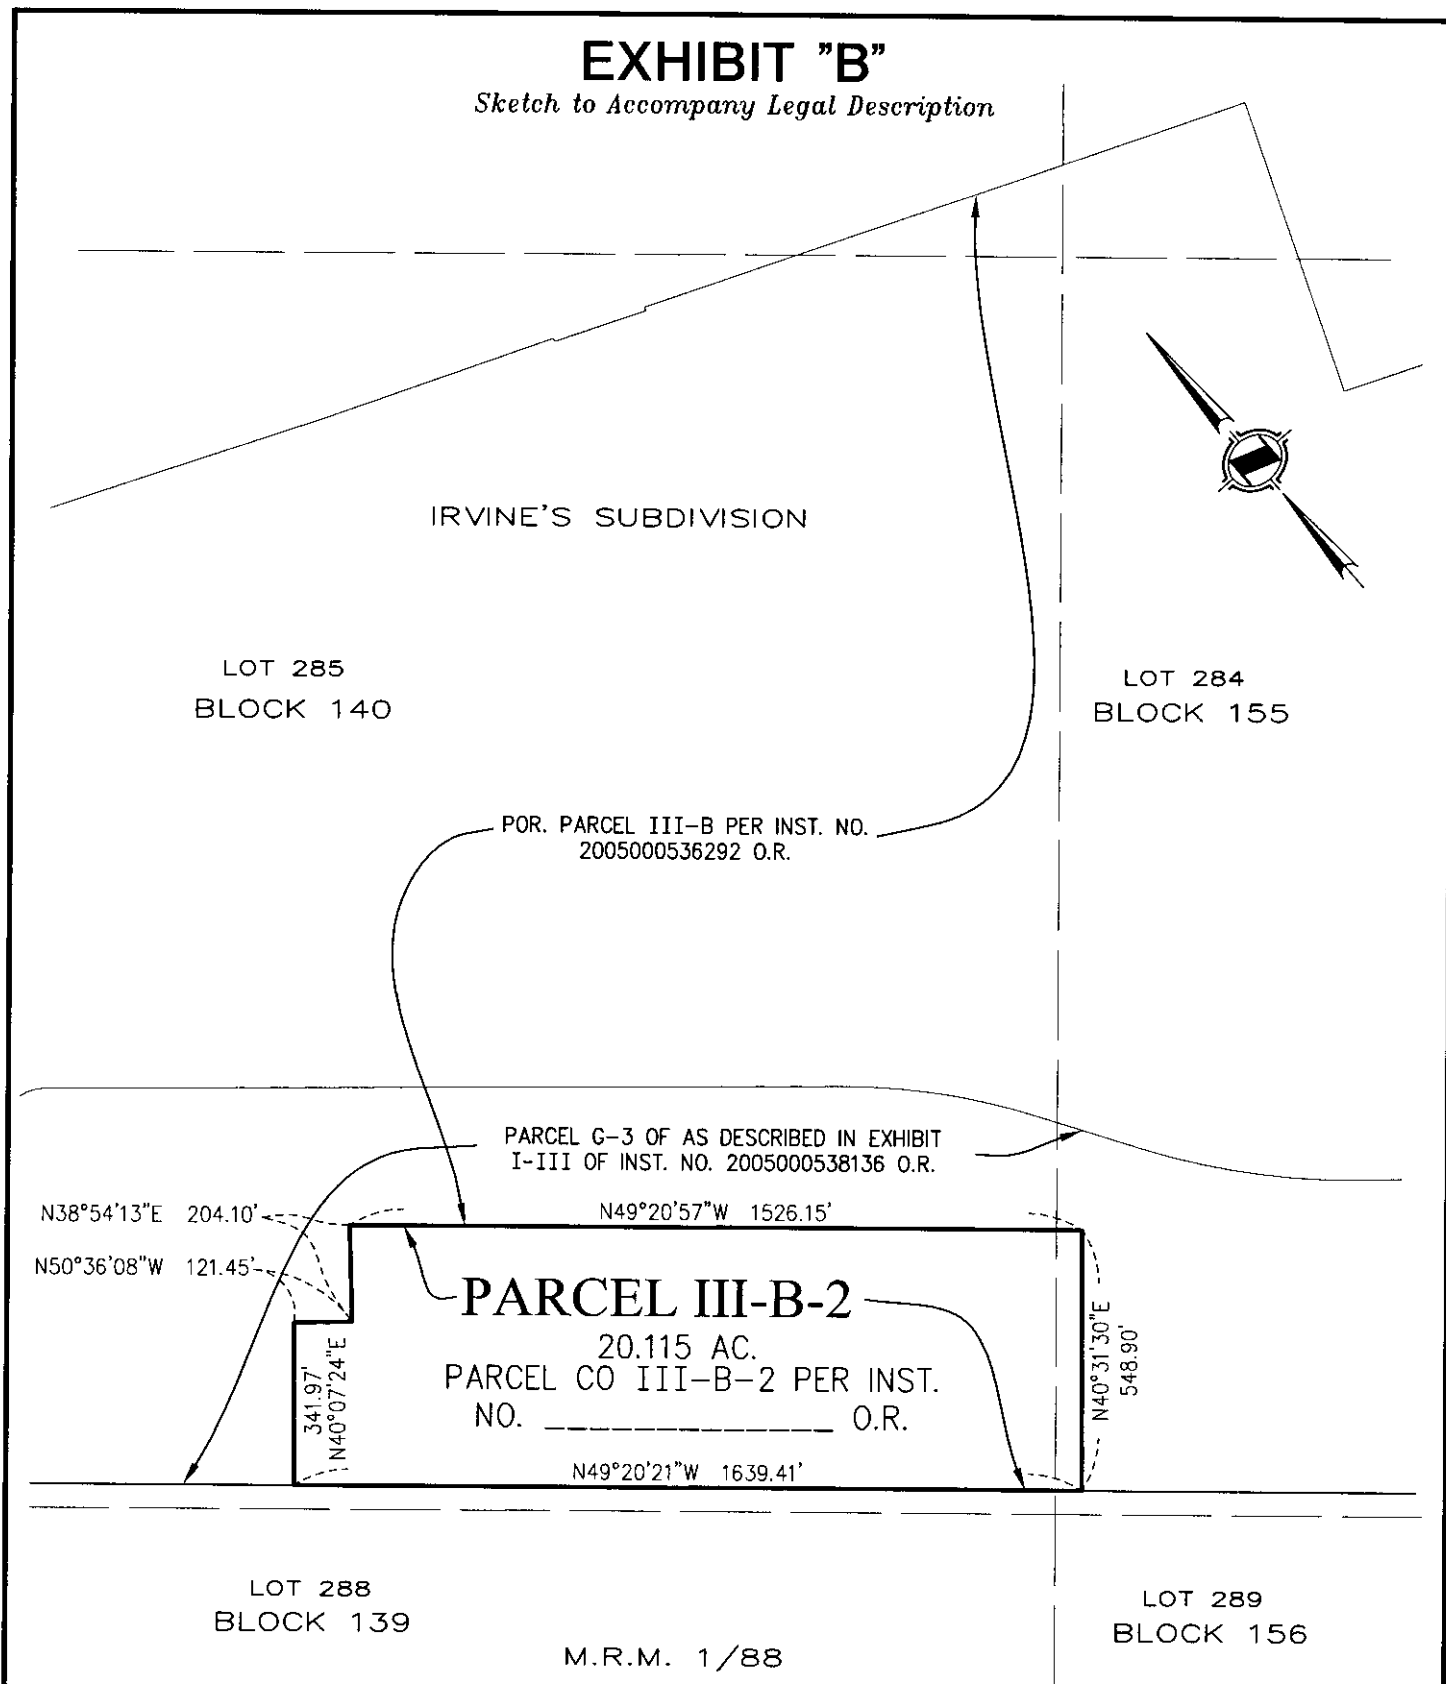 EXHIBIT "B"
Sketch to Accompany Legal Description
IRVINE'S SUBDIVISION
LOT 285
BLOCK 140
LOT 284
BLOCK 155
POR. PARCEL III-B PER INST. NO.
2005000536292 O.R.
PARCEL G-3 OF AS DESCRIBED IN EXHIBIT
I-III OF INST. NO. 2005000538136 O.R.
N38°54'13"E 204.10'
N49°20'57"W 1526.15'
N50°36'08"W 121.45'
PARCEL III-B-2
20.115 AC.
PARCEL CO III-B-2 PER INST.
NO. _____________ O.R.
341.97'
N40°07'24"E
N40°31'30"E
548.90'
N49°20'21"W 1639.41'
LOT 288
BLOCK 139
LOT 289
BLOCK 156
M.R.M. 1/88